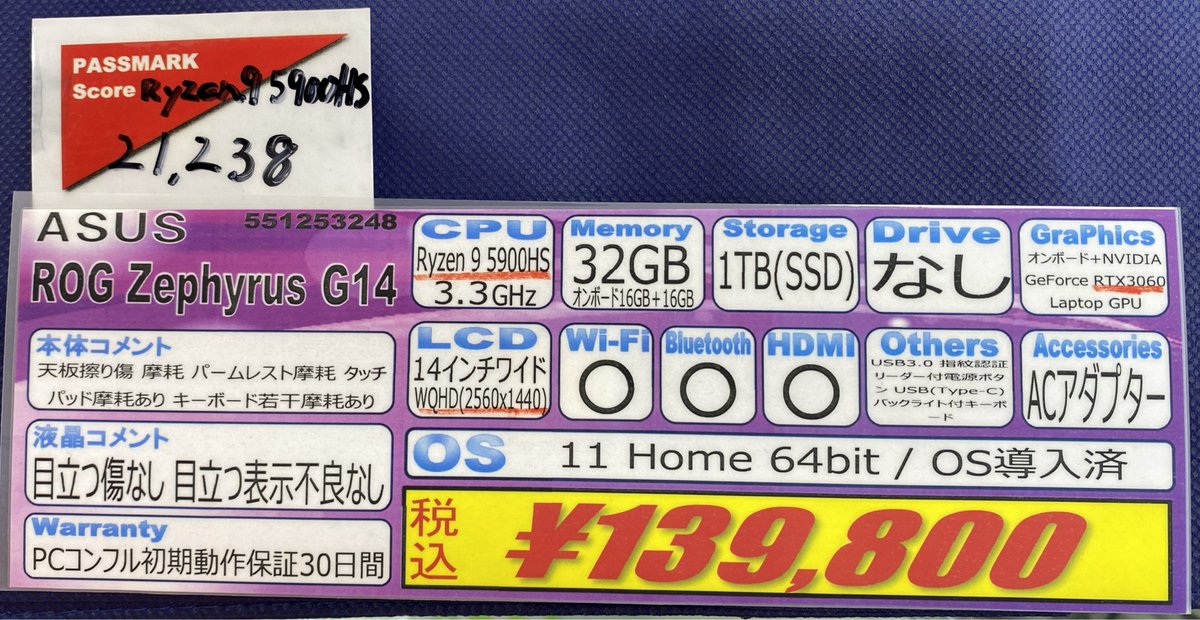 PASSMARK
Score Ryzen9 5900HS
21,238
ASUS 551253248
ROG Zephyrus G14
本体コメント
天板擦り傷 摩耗 パームレスト摩耗 タッチ
パッド摩耗あり キーボード若干摩耗あり
液晶コメント
目立つ傷なし 目立つ表示不良なし
Warranty
PCコンフル初期動作保証30日間
CPU
Ryzen 9 5900HS
3.3GHz
Memory
32GB
オンボード16GB+16GB
Storage
1TB(SSD)
Drive
なし
GraPhics
オンボード+NVIDIA
GeForce RTX3060
Laptop GPU
LCD
14インチワイド
WQHD(2560x1440)
Wi-Fi
○
Bluetooth
○
HDMI
○
Others
USB3.0 指紋認証
リーダー付電源ボタ
ン USB(Type-C)
バックライト付キーボ
ード
Accessories
ACアダプター
OS 11 Home 64bit / OS導入済
税込 ¥139,800